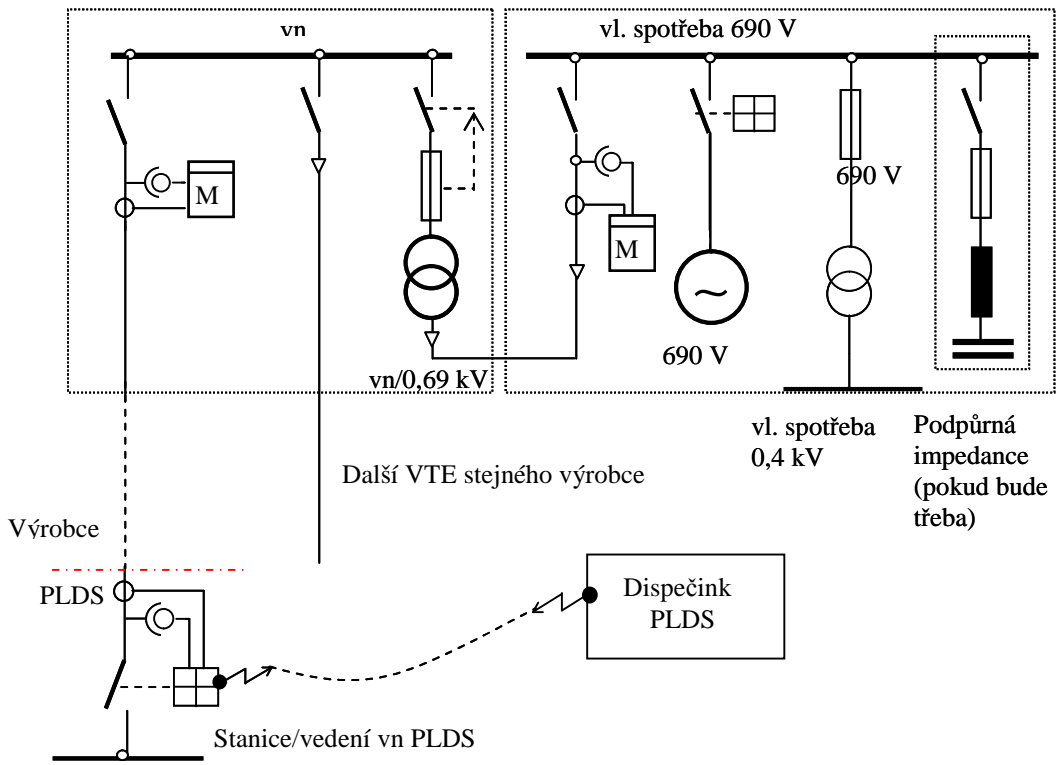 vn
vl. spotřeba 690 V
M
690 V
M
690 V
vn/0,69 kV
vl. spotřeba
0,4 kV
Podpůrná
impedance
(pokud bude
třeba)
Další VTE stejného výrobce
Výrobce
PLDS
Dispečink
PLDS
Stanice/vedení vn PLDS